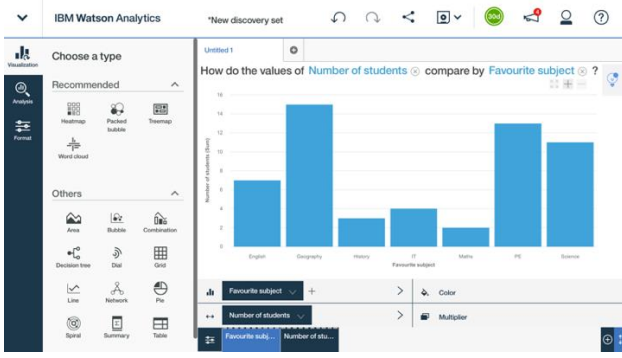 IBM Watson Analytics
*New discovery set
30d
4
Visualization
Analysis
Format
Choose a type
Recommended
Heatmap
Packed bubble
Treemap
Word cloud
Others
Area
Bubble
Combination
Decision tree
Dial
Grid
Line
Network
Pie
Spiral
Summary
Table
Untitled 1
How do the values of Number of students compare by Favourite subject ?
Number of students (Sum)
16
14
12
10
8
6
4
2
0
English
Geography
History
IT
Maths
PE
Science
Favourite subject
Favourite subject
Color
Number of students
Multiplier
Favourite subj...
Number of stu...